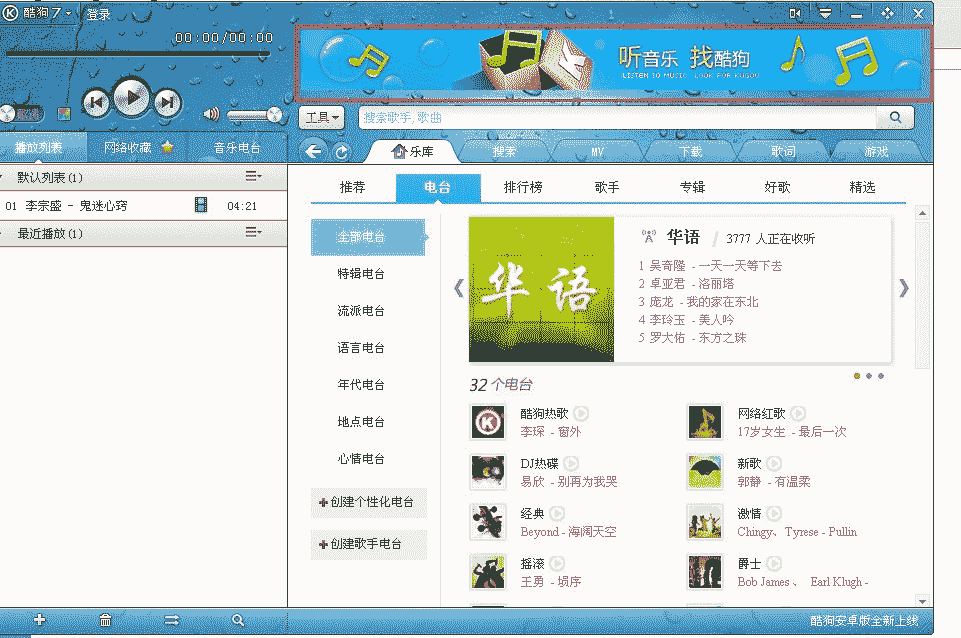 酷狗 7 登录
00:00/00:00
听音乐 找酷狗
LISTEN TO MUSIC LOOK FOR KUGOU
工具 搜索歌手, 歌曲
播放列表 网络收藏 音乐电台
乐库 搜索 MV 下载 歌词 游戏
默认列表(1)
01 李宗盛 - 鬼迷心窍 04:21
最近播放(1)
推荐 电台 排行榜 歌手 专辑 好歌 精选
全部电台
特辑电台
流派电台
语言电台
年代电台
地点电台
心情电台
+创建个性化电台
+创建歌手电台
华语
华语 / 3777 人正在收听
1 吴奇隆 - 一天一天等下去
2 卓亚君 - 洛丽塔
3 庞龙 - 我的家在东北
4 李玲玉 - 美人吟
5 罗大佑 - 东方之珠
32 个电台
酷狗热歌
李琛 - 窗外
网络红歌
17岁女生 - 最后一次
DJ热碟
易欣 - 别再为我哭
新歌
郭静 - 有温柔
经典
Beyond - 海阔天空
激情
Chingy、Tyrese - Pullin
摇滚
王勇 - 埙序
爵士
Bob James 、 Earl Klugh -
酷狗安卓版全新上线